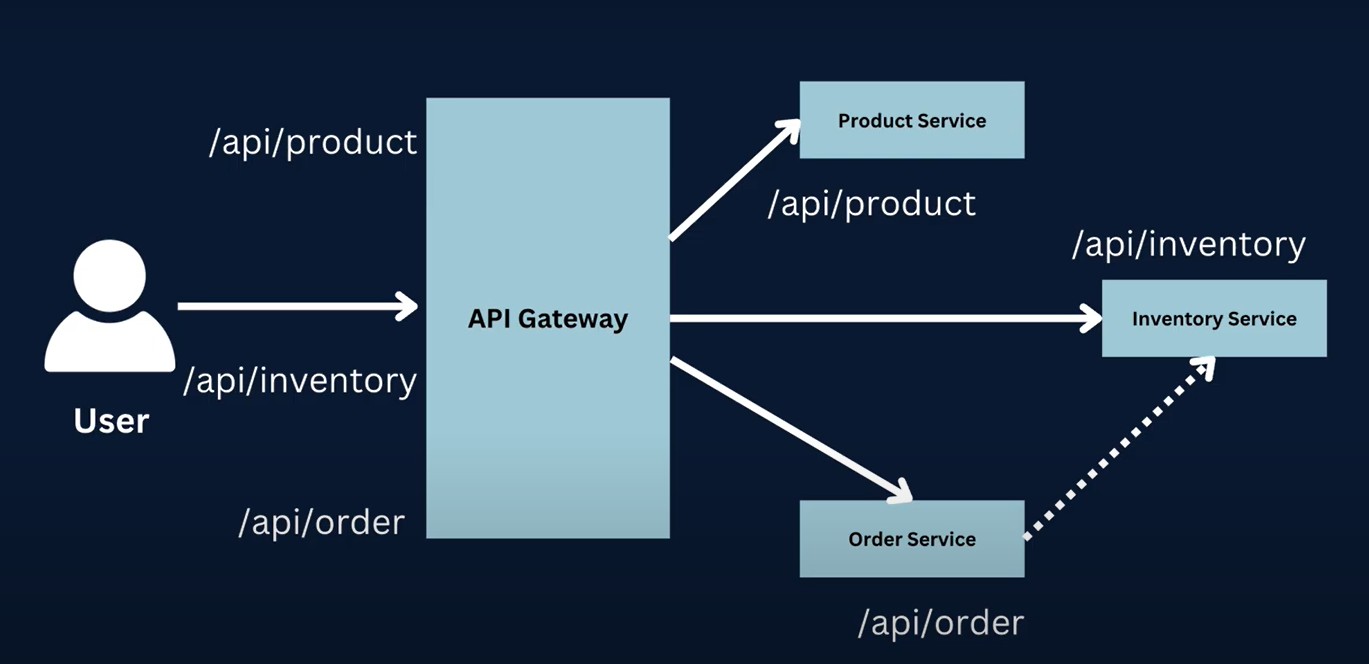 /api/product
Product Service
/api/product
/api/inventory
API Gateway
Inventory Service
/api/inventory
User
/api/order
Order Service
/api/order